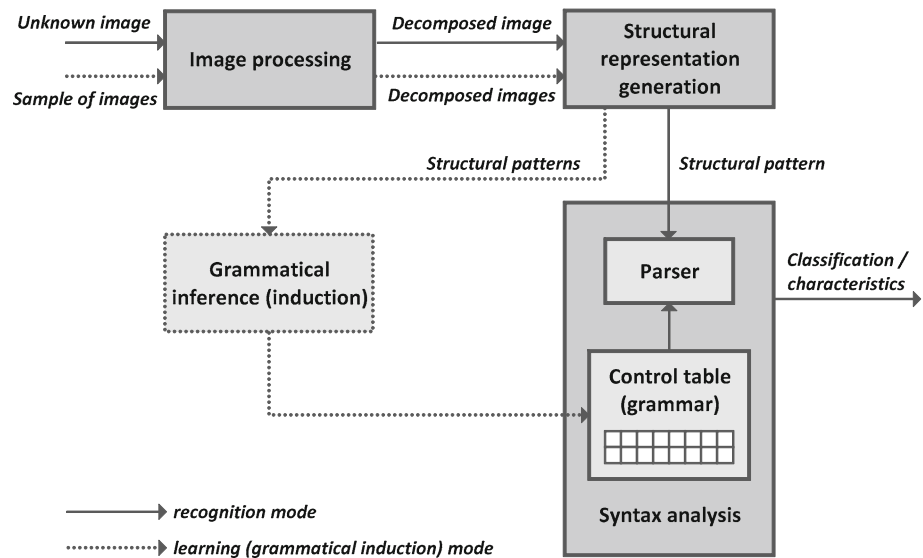 Unknown image
Sample of images
Image processing
Decomposed image
Decomposed images
Structural
representation
generation
Structural patterns
Structural pattern
Grammatical
inference (induction)
Parser
Classification /
characteristics
Control table
(grammar)
Syntax analysis
recognition mode
learning (grammatical induction) mode